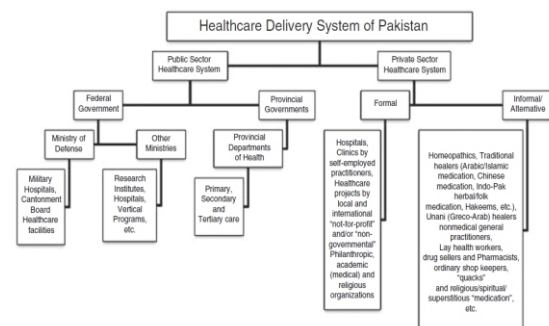 Healthcare Delivery System of Pakistan
Public Sector
Healthcare System
Private Sector
Healthcare System
Federal
Government
Provincial
Governments
Formal
Informal/
Alternative
Ministry of
Defense
Other
Ministries
Provincial
Departments
of Health
Military
Hospitals,
Cantonment
Board
Healthcare
facilities
Research
Institutes,
Hospitals,
Vertical
Programs,
etc.
Primary,
Secondary
and
Tertiary care
Hospitals,
Clinics by
self-employed
practitioners,
Healthcare
projects by
local and
international
“not-for-profit”
and/or “non-
governmental”
Philanthropic,
academic
(medical) and
religious
organizations
Homeopathics, Traditional
healers (Arabic/Islamic
medication, Chinese
medication, Indo-Pak
herbal/folk
medication, Hakeems, etc.),
Unani (Greco-Arab) healers
nonmedical general
practitioners,
Lay health workers,
drug sellers and Pharmacists,
ordinary shop keepers,
“quacks”
and religious/spiritual/
superstitious “medication”,
etc.